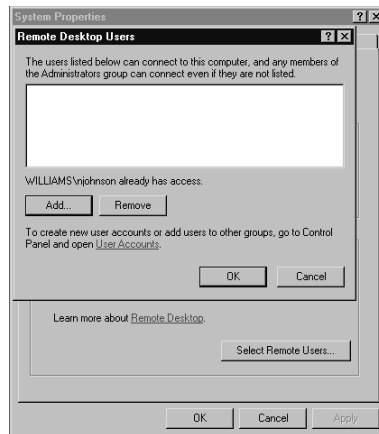 System Properties
Remote Desktop Users
The users listed below can connect to this computer, and any members of
the Administrators group can connect even if they are not listed.
WILLIAMS\njohnson already has access.
Add... Remove
To create new user accounts or add users to other groups, go to Control
Panel and open User Accounts.
OK Cancel
Learn more about Remote Desktop.
Select Remote Users...
OK Cancel Apply